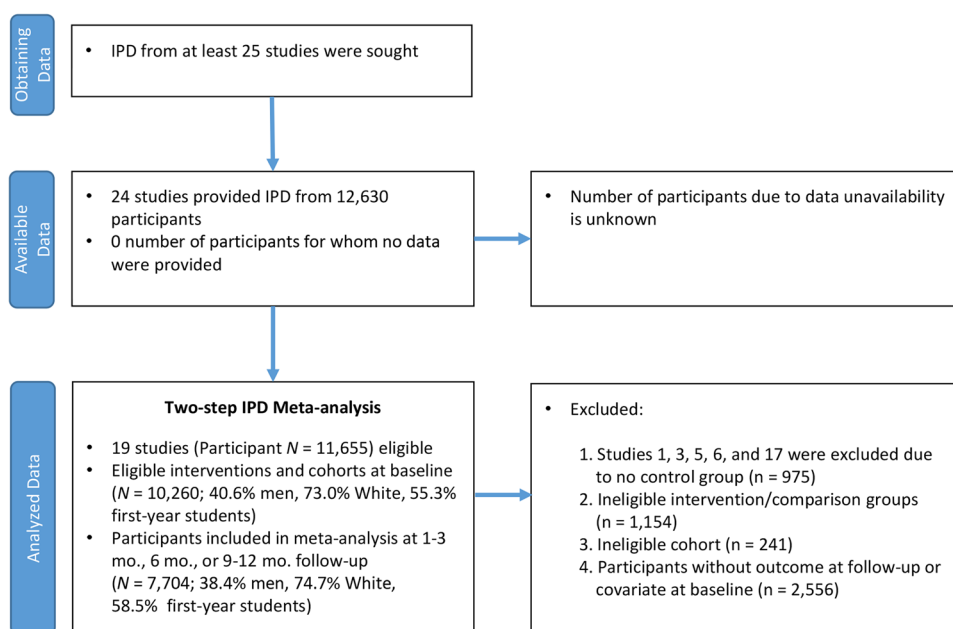 Obtaining
Data
• IPD from at least 25 studies were sought
Available
Data
• 24 studies provided IPD from 12,630
participants
• 0 number of participants for whom no data
were provided
• Number of participants due to data unavailability
is unknown
Analyzed Data
Two-step IPD Meta-analysis
• 19 studies (Participant N = 11,655) eligible
• Eligible interventions and cohorts at baseline
(N = 10,260; 40.6% men, 73.0% White, 55.3%
first-year students)
• Participants included in meta-analysis at 1-3
mo., 6 mo., or 9-12 mo. follow-up
(N = 7,704; 38.4% men, 74.7% White,
58.5% first-year students)
• Excluded:
1. Studies 1, 3, 5, 6, and 17 were excluded due
to no control group (n = 975)
2. Ineligible intervention/comparison groups
(n = 1,154)
3. Ineligible cohort (n = 241)
4. Participants without outcome at follow-up or
covariate at baseline (n = 2,556)